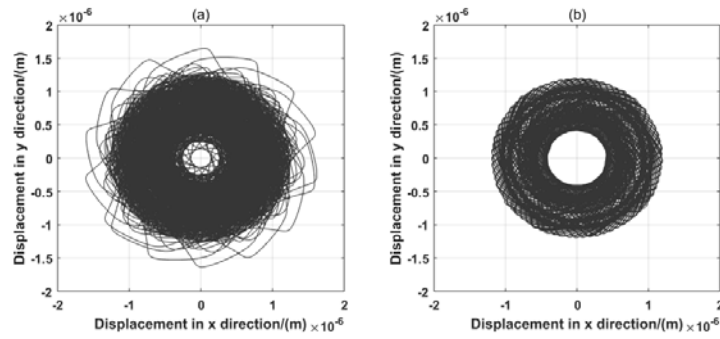 (a)
×10⁻⁶
2
1.5
1
0.5
0
-0.5
-1
-1.5
-2
Displacement in y direction/(m)
-2 -1 0 1 2
Displacement in x direction/(m) ×10⁻⁶
(b)
×10⁻⁶
2
1.5
1
0.5
0
-0.5
-1
-1.5
-2
Displacement in y direction/(m)
-2 -1 0 1 2
Displacement in x direction/(m) ×10⁻⁶